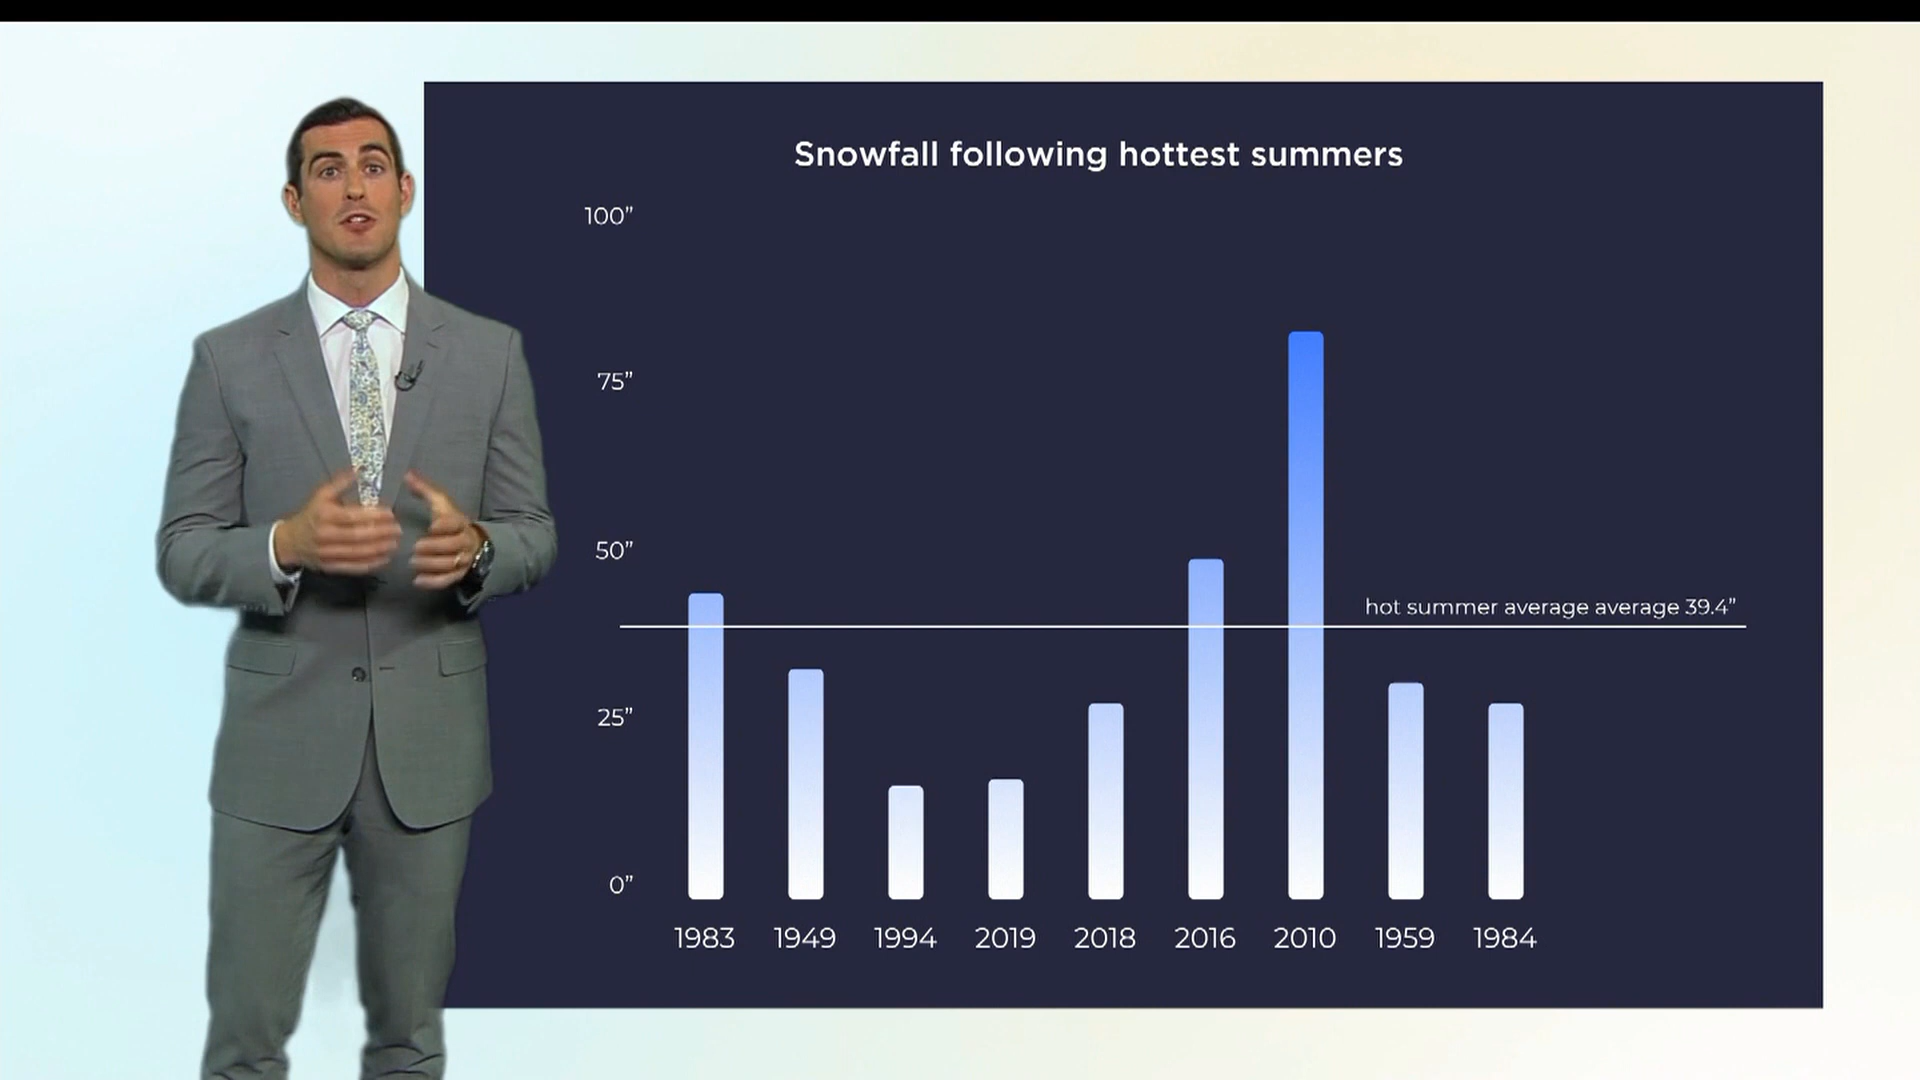 Snowfall following hottest summers
100”
75”
50”
hot summer average average 39.4”
25”
0”
1983 1949 1994 2019 2018 2016 2010 1959 1984